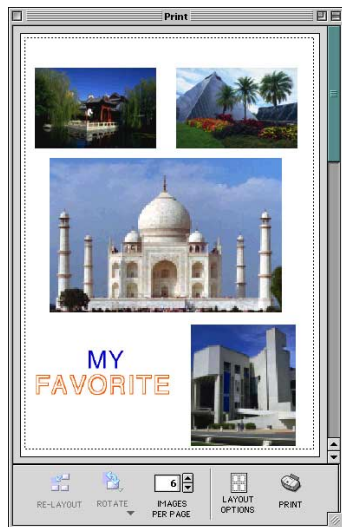 Print
MY
FAVORITE
RE-LAYOUT
ROTATE
6
IMAGES
PER PAGE
LAYOUT
OPTIONS
PRINT